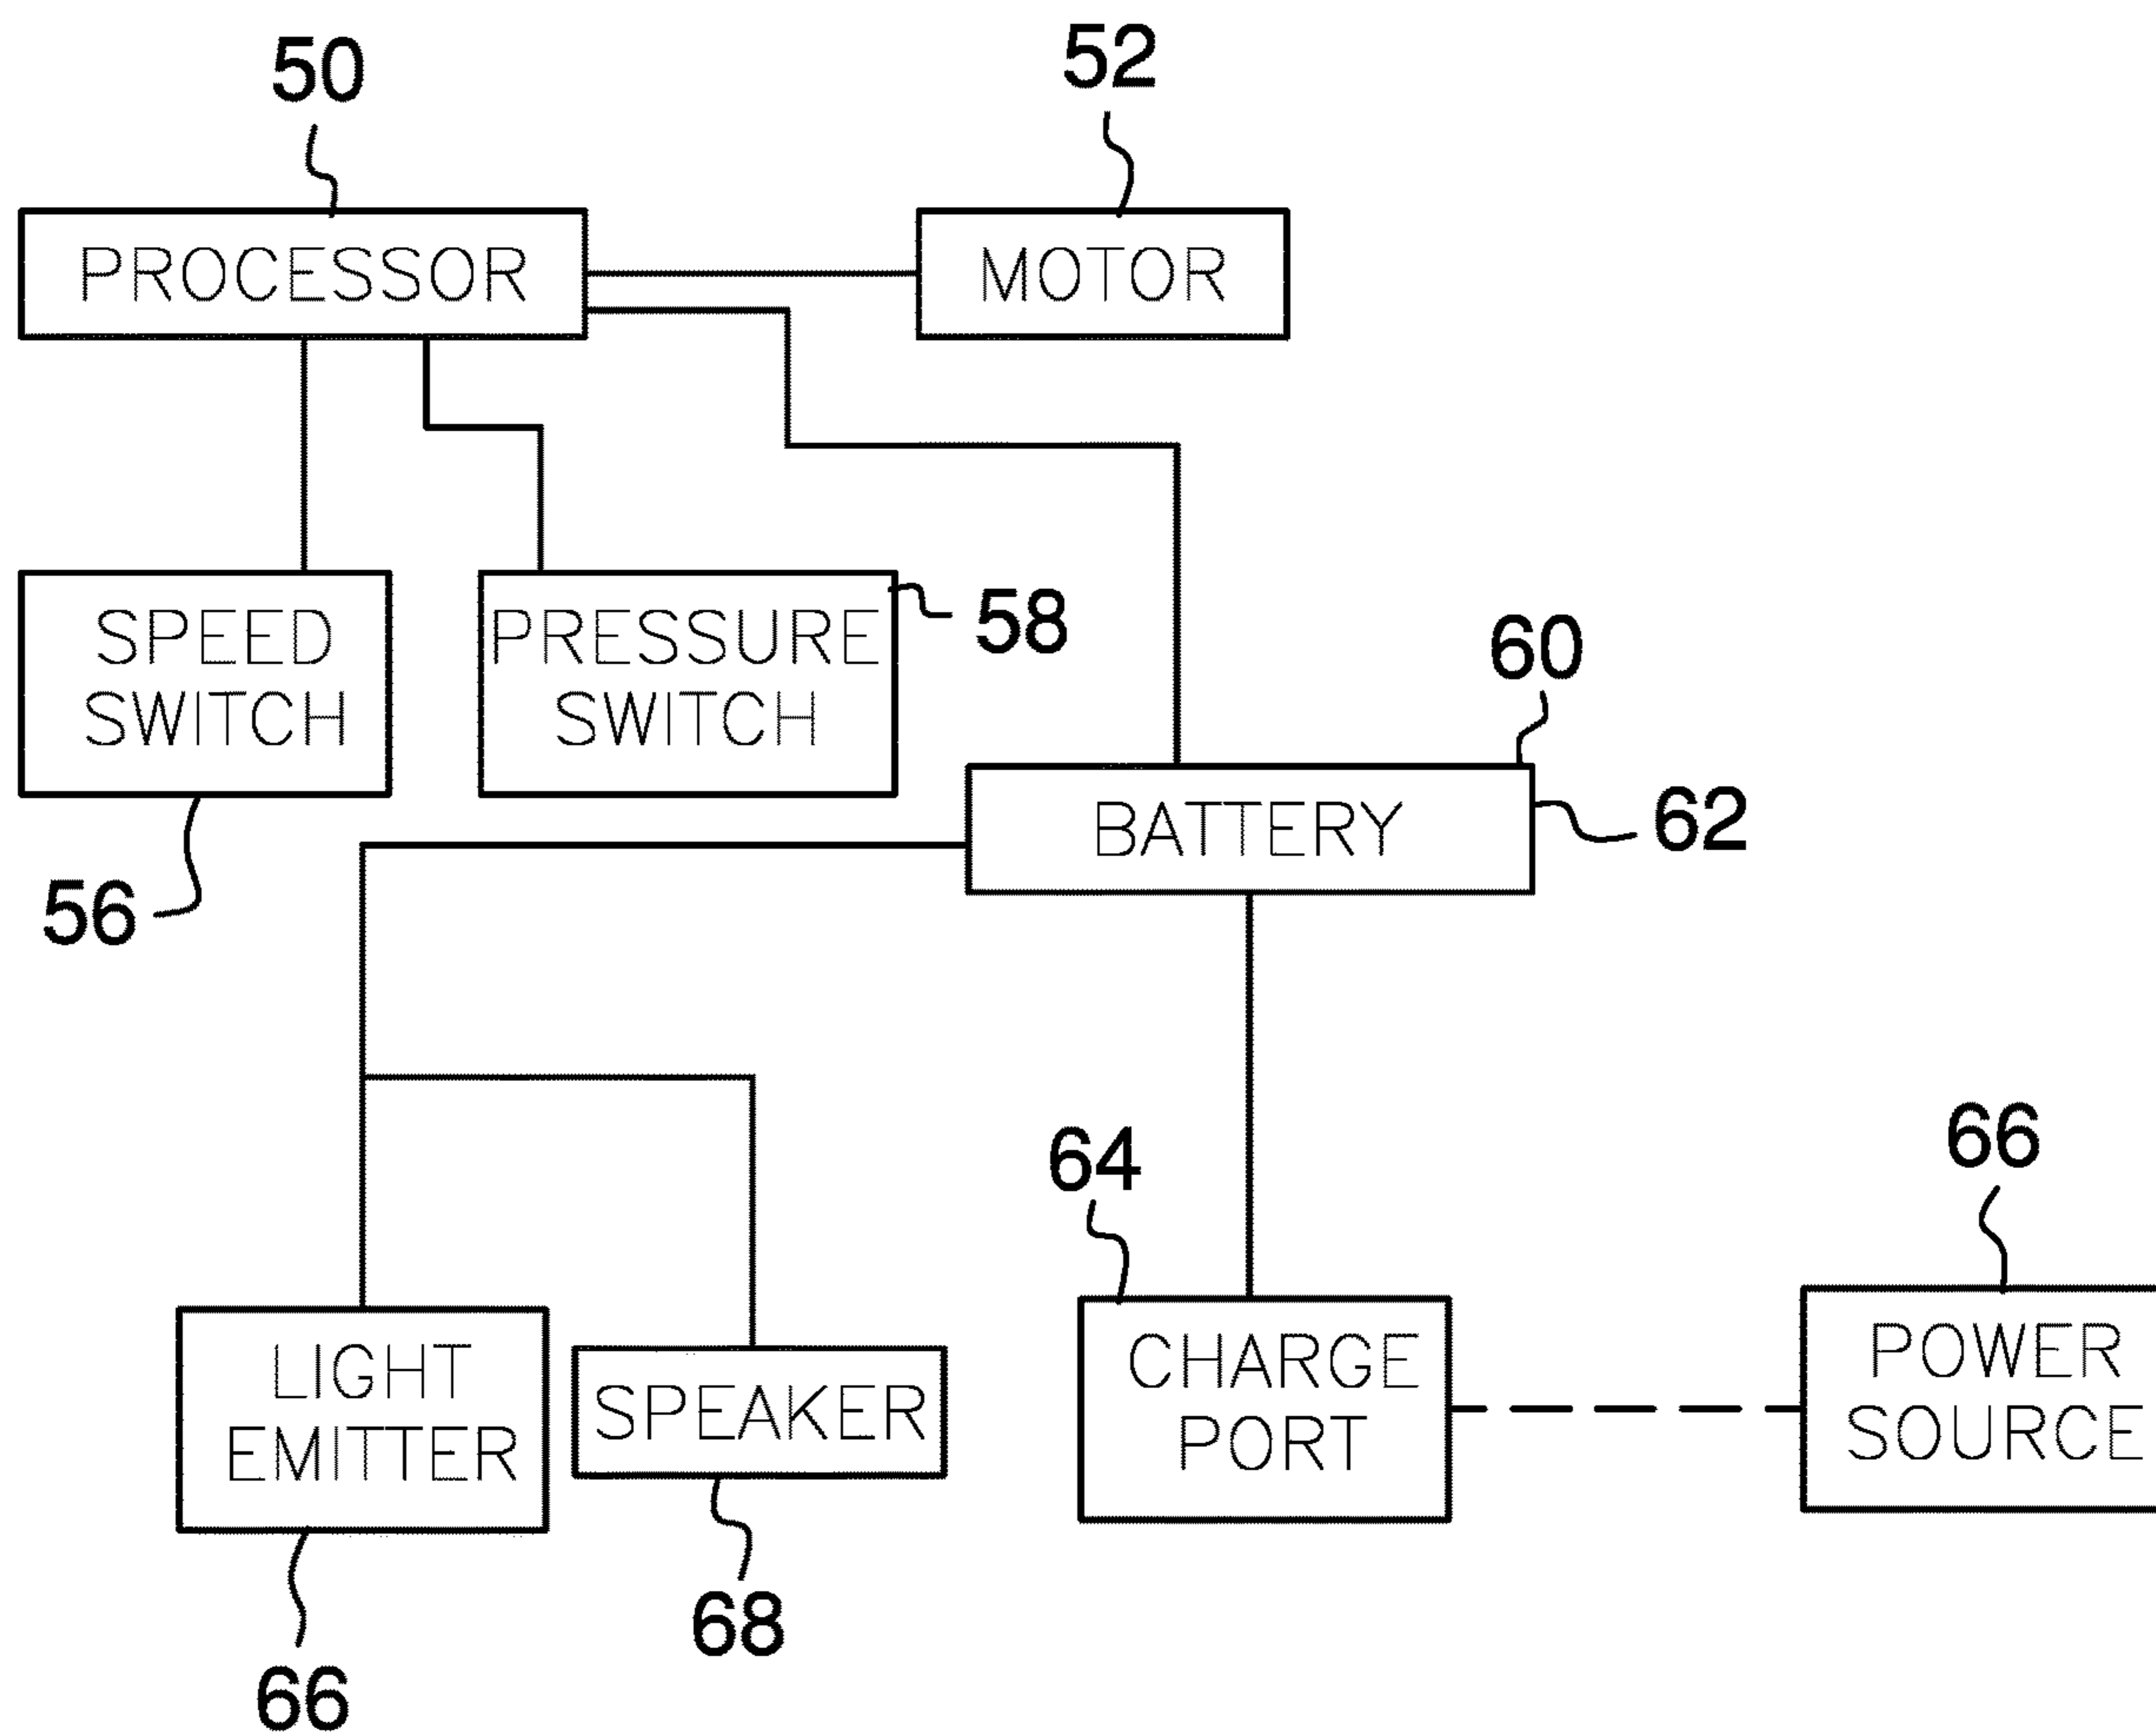 50
52
PROCESSOR
MOTOR
SPEED
SWITCH
PRESSURE
SWITCH
58
60
BATTERY
62
56
64
66
LIGHT
EMITTER
SPEAKER
CHARGE
PORT
POWER
SOURCE
68
66